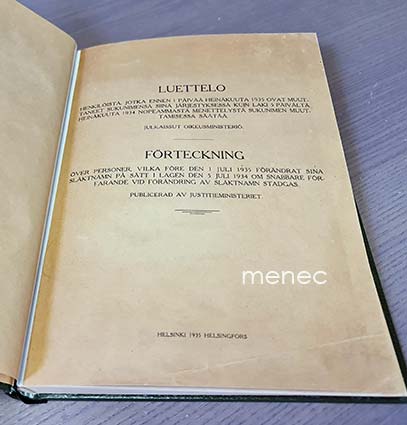 LUETTELO
HENKILÖISTÄ, JOTKA ENNEN 1 PÄIVÄÄ HEINÄKUUTA 1935 OVAT MUUT-
TANEET SUKUNIMENSÄ SIINÄ JÄRJESTYKSESSÄ KUIN LAKI 5 PÄIVÄLTÄ
HEINÄKUUTA 1934 NOPEAMMASTA MENETTELYSTÄ SUKUNIMEN MUUT-
TAMISESSA SÄÄTÄÄ.
JULKAISSUT OIKEUSMINISTERIÖ.
FÖRTECKNING
ÖVER PERSONER, VILKA FÖRE DEN 1 JULI 1935 FÖRÄNDRAT SINA
SLÄKTNAMN PÅ SÄTT I LAGEN DEN 5 JULI 1934 OM SNABBARE FÖR-
FARANDE VID FÖRÄNDRING AV SLÄKTNAMN STADGAS.
PUBLICERAD AV JUSTITIEMINISTERIET.
menec
HELSINKI 1935 HELSINGFORS